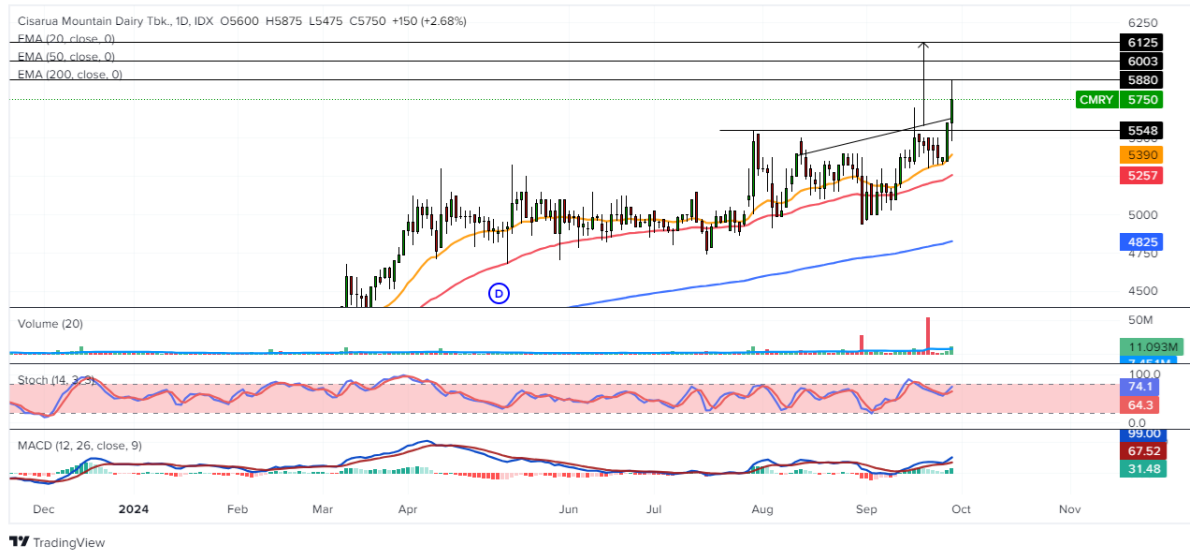 Cisarua Mountain Dairy Tbk., 1D, IDX O5600 H5875 L5475 C5750 +150 (+2.68%)
EMA (20, close, 0)
EMA (50, close, 0)
EMA (200, close, 0)
6250
6125
6003
5880
CMRY 5750
5548
5390
5257
5000
4825
4750
4500
D
Volume (20)
50M
11.093M
Stoch (14, 3, 3)
100.0
74.1
64.3
0.0
MACD (12, 26, close, 9)
99.00
67.52
31.48
Dec 2024 Feb Mar Apr Jun Jul Aug Sep Oct Nov
TradingView